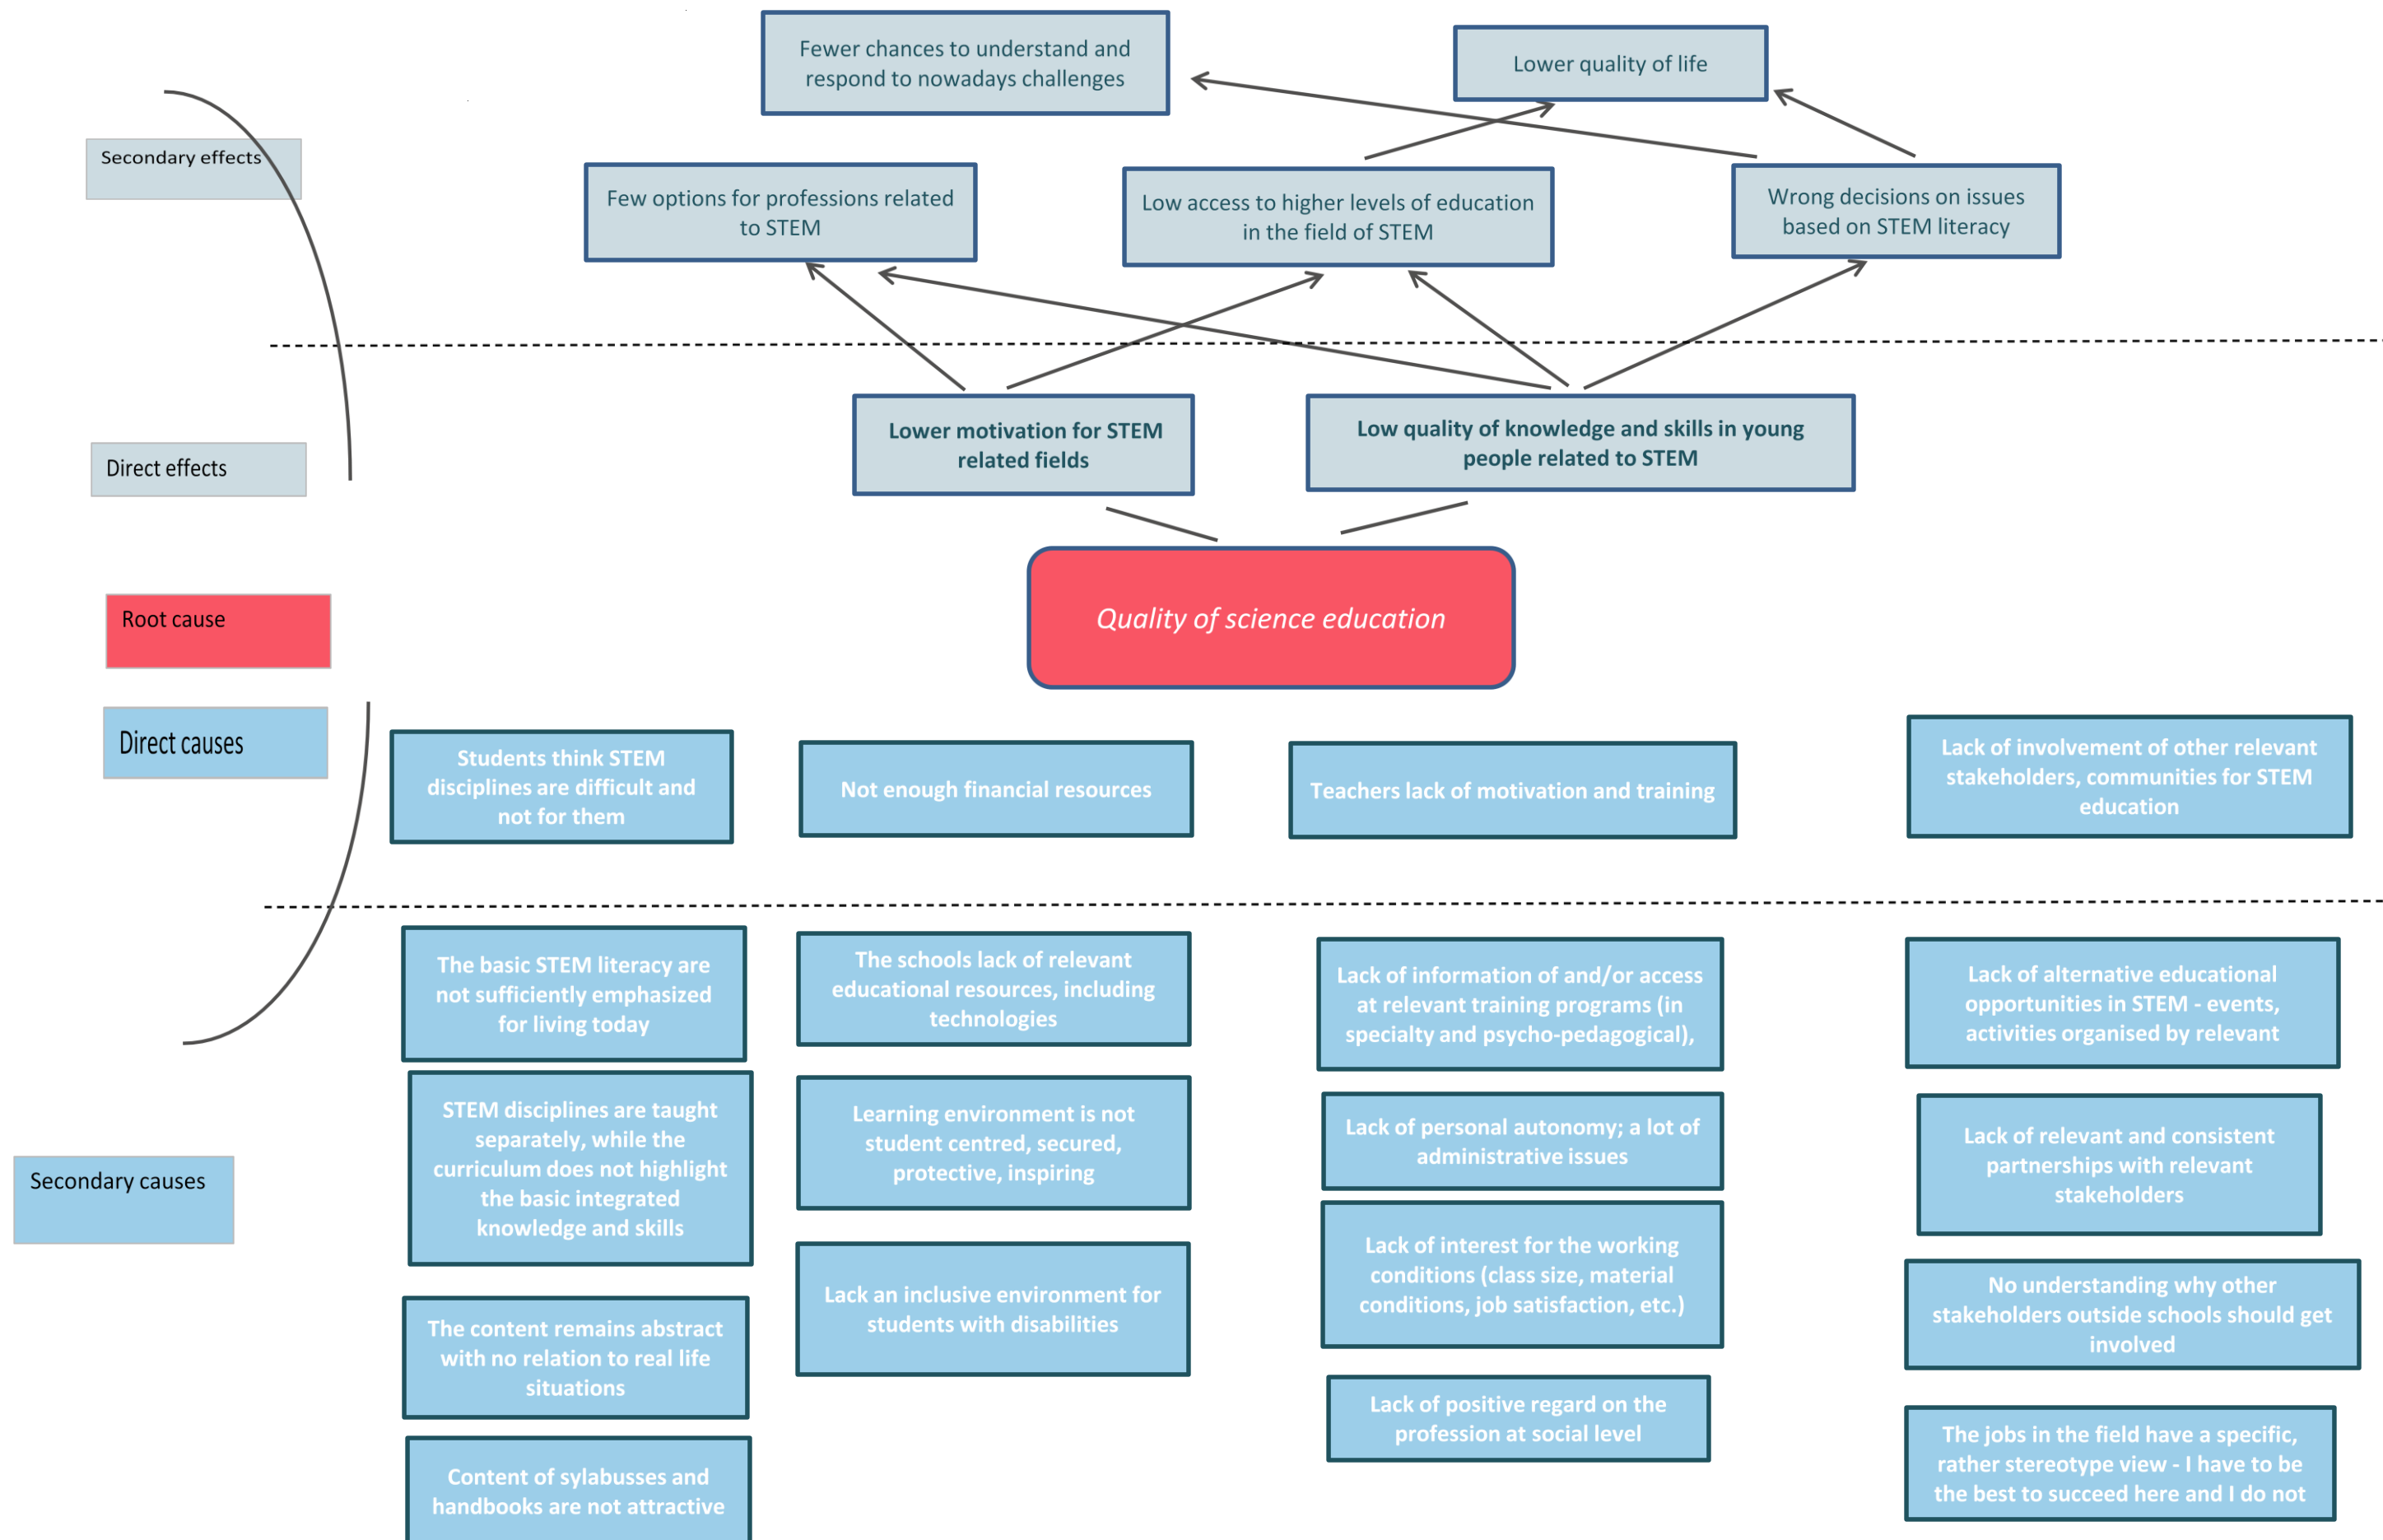 Fewer chances to understand and
respond to nowadays challenges
Lower quality of life
Secondary effects
Few options for professions related
to STEM
Low access to higher levels of education
in the field of STEM
Wrong decisions on issues
based on STEM literacy
Direct effects
Lower motivation for STEM
related fields
Low quality of knowledge and skills in young
people related to STEM
Root cause
Quality of science education
Direct causes
Students think STEM
disciplines are difficult and
not for them
Not enough financial resources
Teachers lack of motivation and training
Lack of involvement of other relevant
stakeholders, communities for STEM
education
Secondary causes
The basic STEM literacy are
not sufficiently emphasized
for living today
STEM disciplines are taught
separately, while the
curriculum does not highlight
the basic integrated
knowledge and skills
The content remains abstract
with no relation to real life
situations
Content of sylabusses and
handbooks are not attractive
The schools lack of relevant
educational resources, including
technologies
Learning environment is not
student centred, secured,
protective, inspiring
Lack an inclusive environment for
students with disabilities
Lack of information of and/or access
at relevant training programs (in
specialty and psycho-pedagogical),
Lack of personal autonomy; a lot of
administrative issues
Lack of interest for the working
conditions (class size, material
conditions, job satisfaction, etc.)
Lack of positive regard on the
profession at social level
Lack of alternative educational
opportunities in STEM - events,
activities organised by relevant
Lack of relevant and consistent
partnerships with relevant
stakeholders
No understanding why other
stakeholders outside schools should get
involved
The jobs in the field have a specific,
rather stereotype view - I have to be
the best to succeed here and I do not